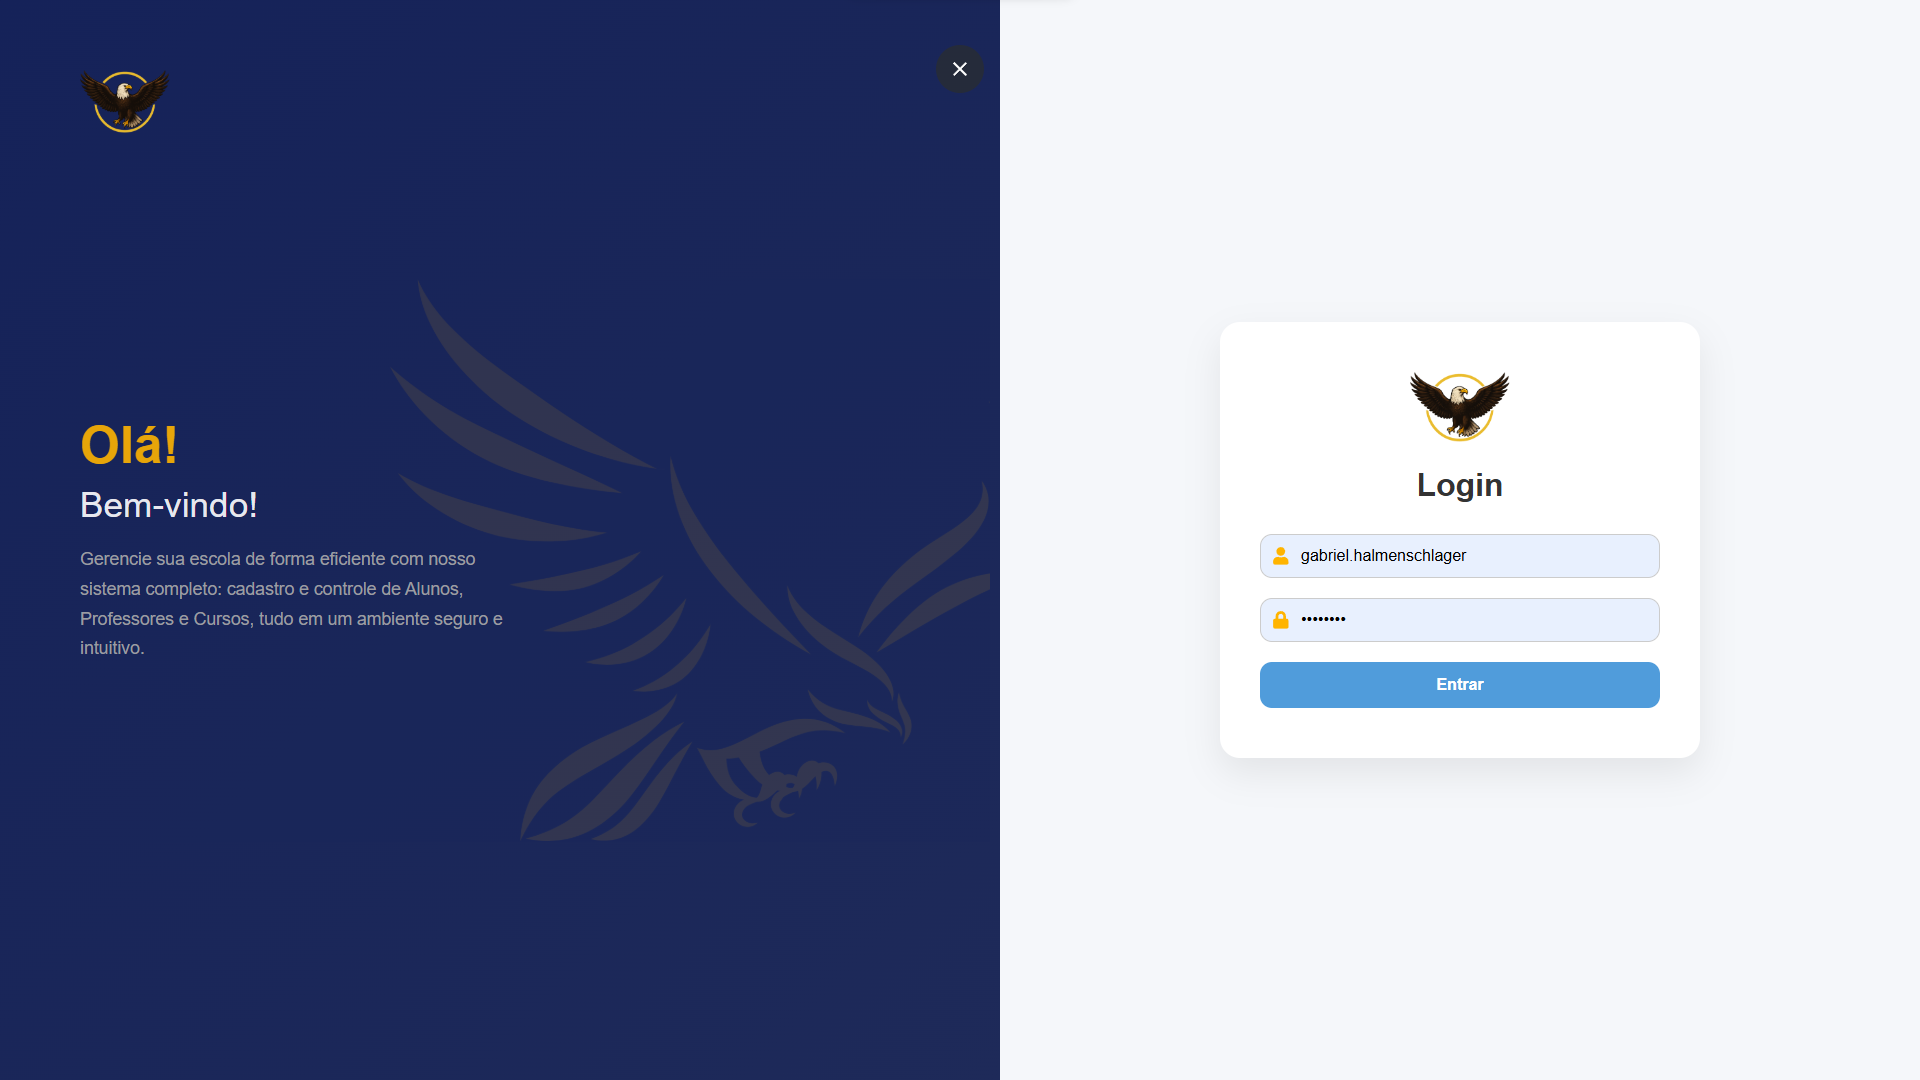 Olá!
Bem-vindo!
Gerencie sua escola de forma eficiente com nosso
sistema completo: cadastro e controle de Alunos,
Professores e Cursos, tudo em um ambiente seguro e
intuitivo.
Login
gabriel.halmenschlager
••••••••
Entrar